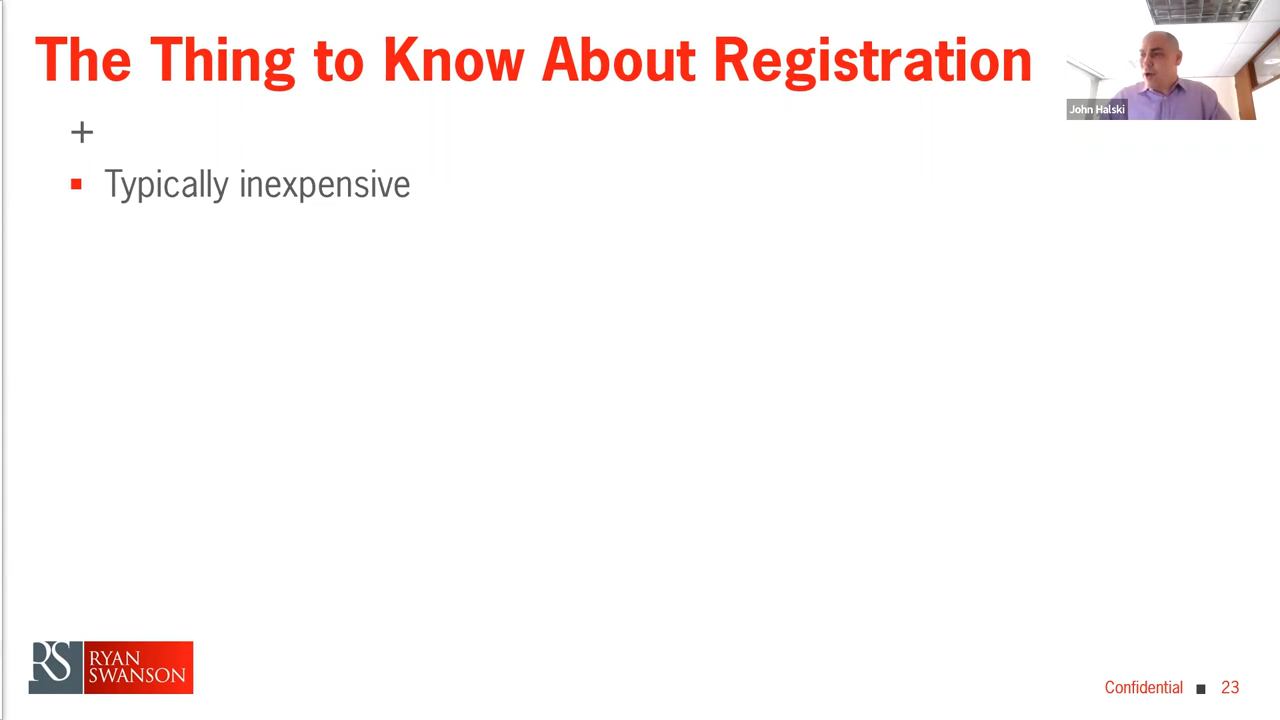 The Thing to Know About Registration
John Halski
+
▪ Typically inexpensive
RS RYAN
SWANSON
Confidential ■ 23